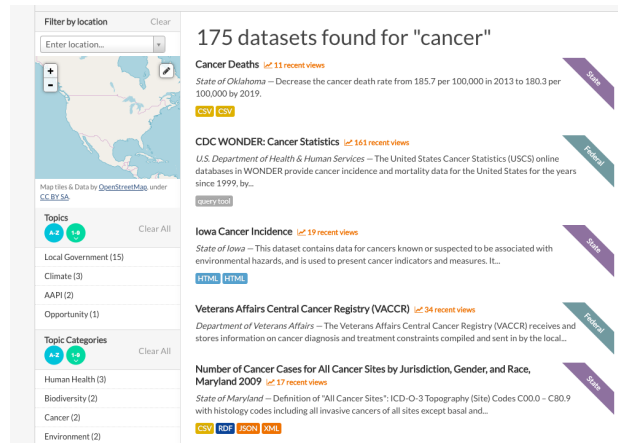 Filter by location Clear
Enter location...
+
-
Map tiles & Data by OpenStreetMap, under
CC BY SA.
Topics
A-Z 1-9 Clear All
Local Government (15)
Climate (3)
AAPI (2)
Opportunity (1)
Topic Categories
A-Z 1-9 Clear All
Human Health (3)
Biodiversity (2)
Cancer (2)
Environment (2)
175 datasets found for "cancer"
Cancer Deaths 11 recent views
State
State of Oklahoma — Decrease the cancer death rate from 185.7 per 100,000 in 2013 to 180.3 per
100,000 by 2019.
CSV CSV
CDC WONDER: Cancer Statistics 161 recent views
Federal
U.S. Department of Health & Human Services — The United States Cancer Statistics (USCS) online
databases in WONDER provide cancer incidence and mortality data for the United States for the years
since 1999, by...
query tool
Iowa Cancer Incidence 19 recent views
State
State of Iowa — This dataset contains data for cancers known or suspected to be associated with
environmental hazards, and is used to present cancer indicators and measures. It...
HTML HTML
Veterans Affairs Central Cancer Registry (VACCR) 34 recent views
Federal
Department of Veterans Affairs — The Veterans Affairs Central Cancer Registry (VACCR) receives and
stores information on cancer diagnosis and treatment constraints compiled and sent in by the local...
Number of Cancer Cases for All Cancer Sites by Jurisdiction, Gender, and Race,
Maryland 2009 17 recent views
State
State of Maryland — Definition of "All Cancer Sites": ICD-O-3 Topography (Site) Codes C00.0 – C80.9
with histology codes including all invasive cancers of all sites except basal and...
CSV RDF JSON XML